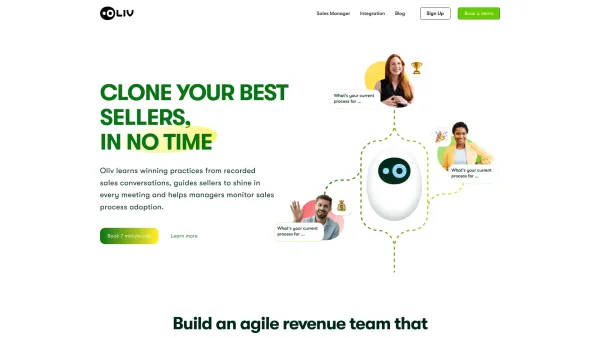 OLIV
Sales Manager
Integration
Blog
Sign Up
Book a demo
CLONE YOUR BEST
SELLERS,
IN NO TIME
Oliv learns winning practices from recorded
sales conversations, guides sellers to shine in
every meeting and helps managers monitor sales
process adoption.
Book 7 minute call
Learn more
What's your current
process for ...
What's your current
process for ...
What's your current
process for ...
Build an agile revenue team that